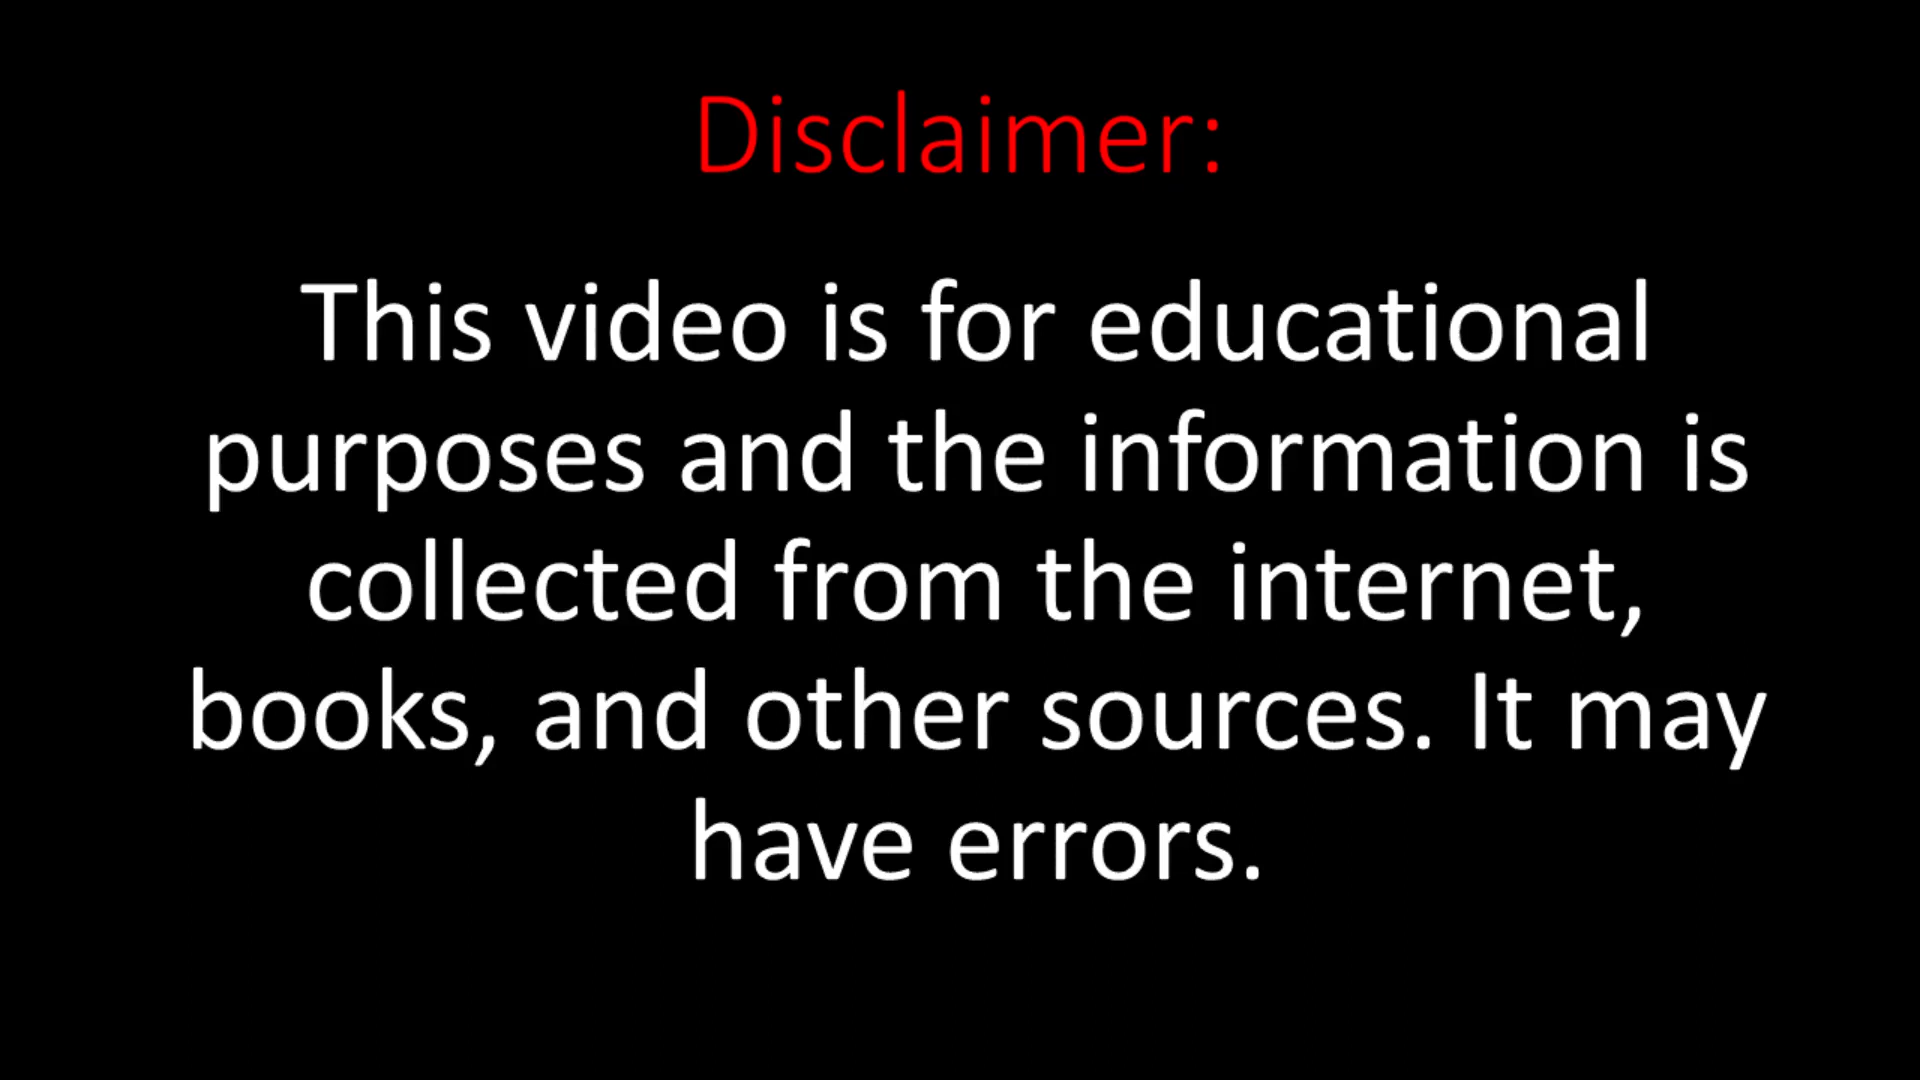 Disclaimer:
This video is for educational
purposes and the information is
collected from the internet,
books, and other sources. It may
have errors.